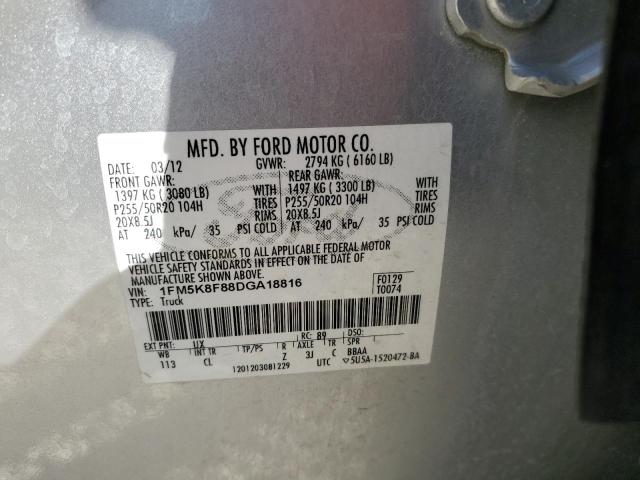 MFD. BY FORD MOTOR CO.
DATE: 03/12 GVWR: 2794 KG ( 6160 LB)
FRONT GAWR: REAR GAWR:
1397 KG ( 3080 LB) WITH 1497 KG ( 3300 LB) WITH
P255/50R20 104H TIRES P255/50R20 104H TIRES
20X8.5J RIMS 20X8.5J RIMS
AT 240 kPa/ 35 PSI COLD AT 240 kPa/ 35 PSI COLD
THIS VEHICLE CONFORMS TO ALL APPLICABLE FEDERAL MOTOR
VEHICLE SAFETY STANDARDS IN EFFECT ON THE DATE OF
MANUFACTURE SHOWN ABOVE.
VIN: 1FM5K8F88DGA18816 F0129
TYPE: Truck T0074
EXT PNT: UX RC: 89 DSO:
WB INT TR TP/PS R AXLE TR SPR
113 CL Z 3J C BBAA
1201203081229 UTC 5U5A-1520472-BA
Ford